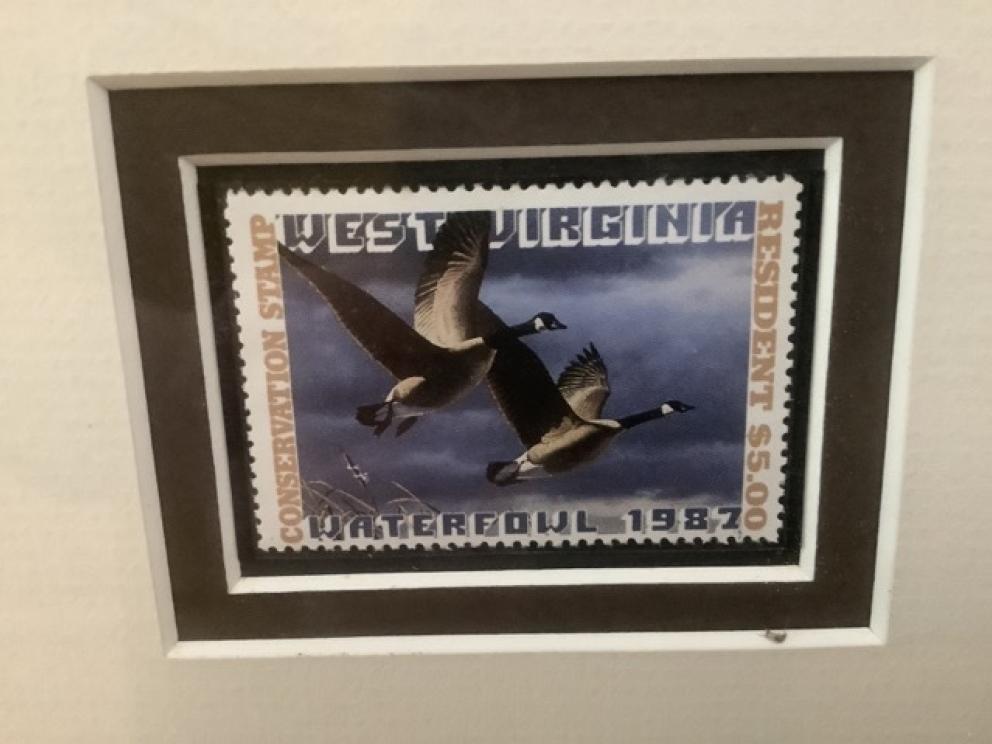 WEST VIRGINIA
CONSERVATION STAMP
RESIDENT $5.00
WATERFOWL 1987